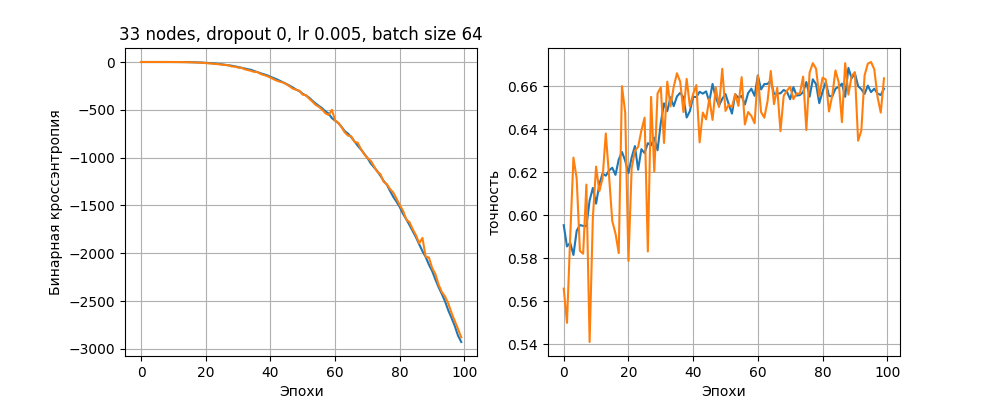 33 nodes, dropout 0, lr 0.005, batch size 64
Бинарная кроссэнтропия
0
−500
−1000
−1500
−2000
−2500
−3000
0 20 40 60 80 100
Эпохи
точность
0.66
0.64
0.62
0.60
0.58
0.56
0.54
0 20 40 60 80 100
Эпохи